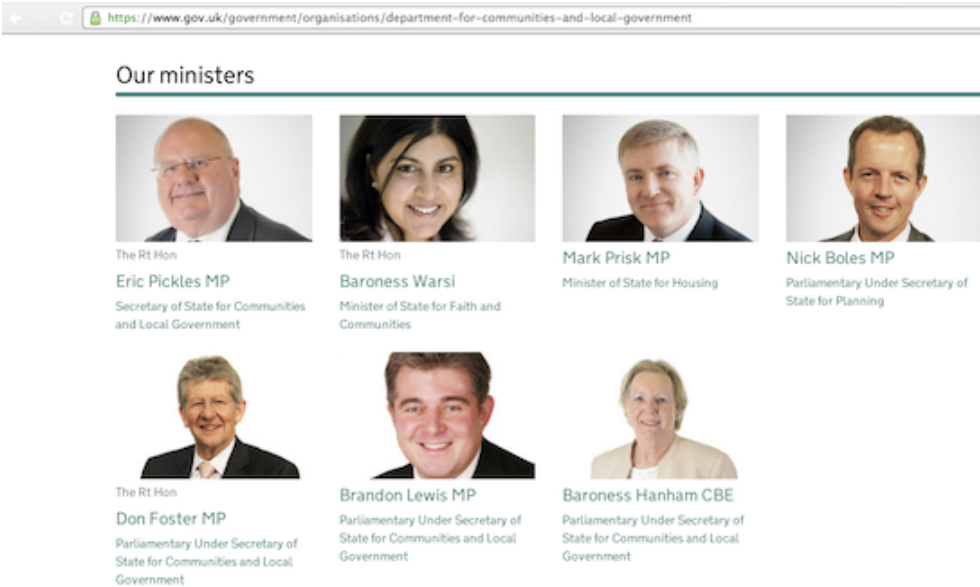 https://www.gov.uk/government/organisations/department-for-communities-and-local-government
Our ministers
The Rt Hon
Eric Pickles MP
Secretary of State for Communities
and Local Government
The Rt Hon
Baroness Warsi
Minister of State for Faith and
Communities
Mark Prisk MP
Minister of State for Housing
Nick Boles MP
Parliamentary Under Secretary of
State for Planning
The Rt Hon
Don Foster MP
Parliamentary Under Secretary of
State for Communities and Local
Government
Brandon Lewis MP
Parliamentary Under Secretary of
State for Communities and Local
Government
Baroness Hanham CBE
Parliamentary Under Secretary of
State for Communities and Local
Government